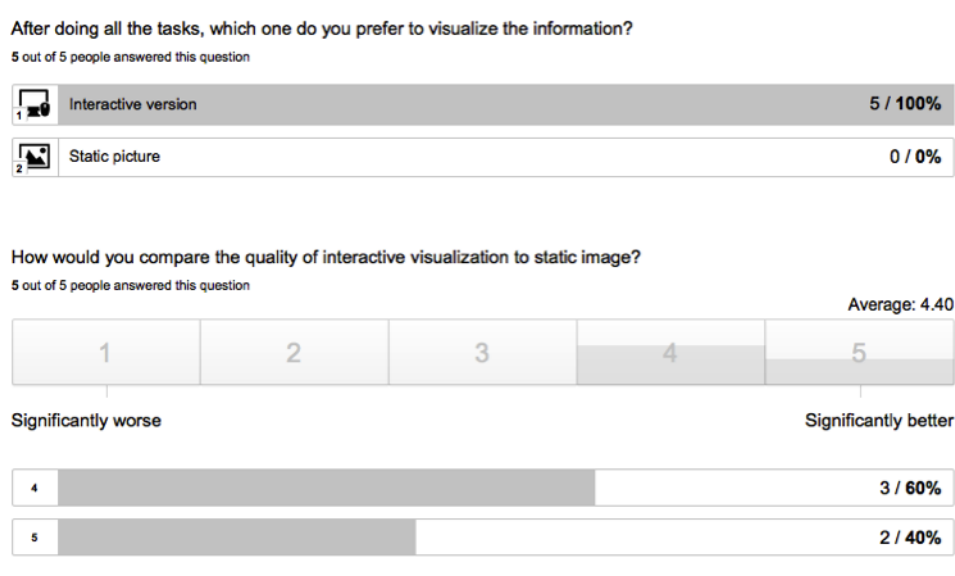 After doing all the tasks, which one do you prefer to visualize the information?
5 out of 5 people answered this question
1 Interactive version 5 / 100%
2 Static picture 0 / 0%
How would you compare the quality of interactive visualization to static image?
5 out of 5 people answered this question
Average: 4.40
1 2 3 4 5
Significantly worse Significantly better
4 3 / 60%
5 2 / 40%